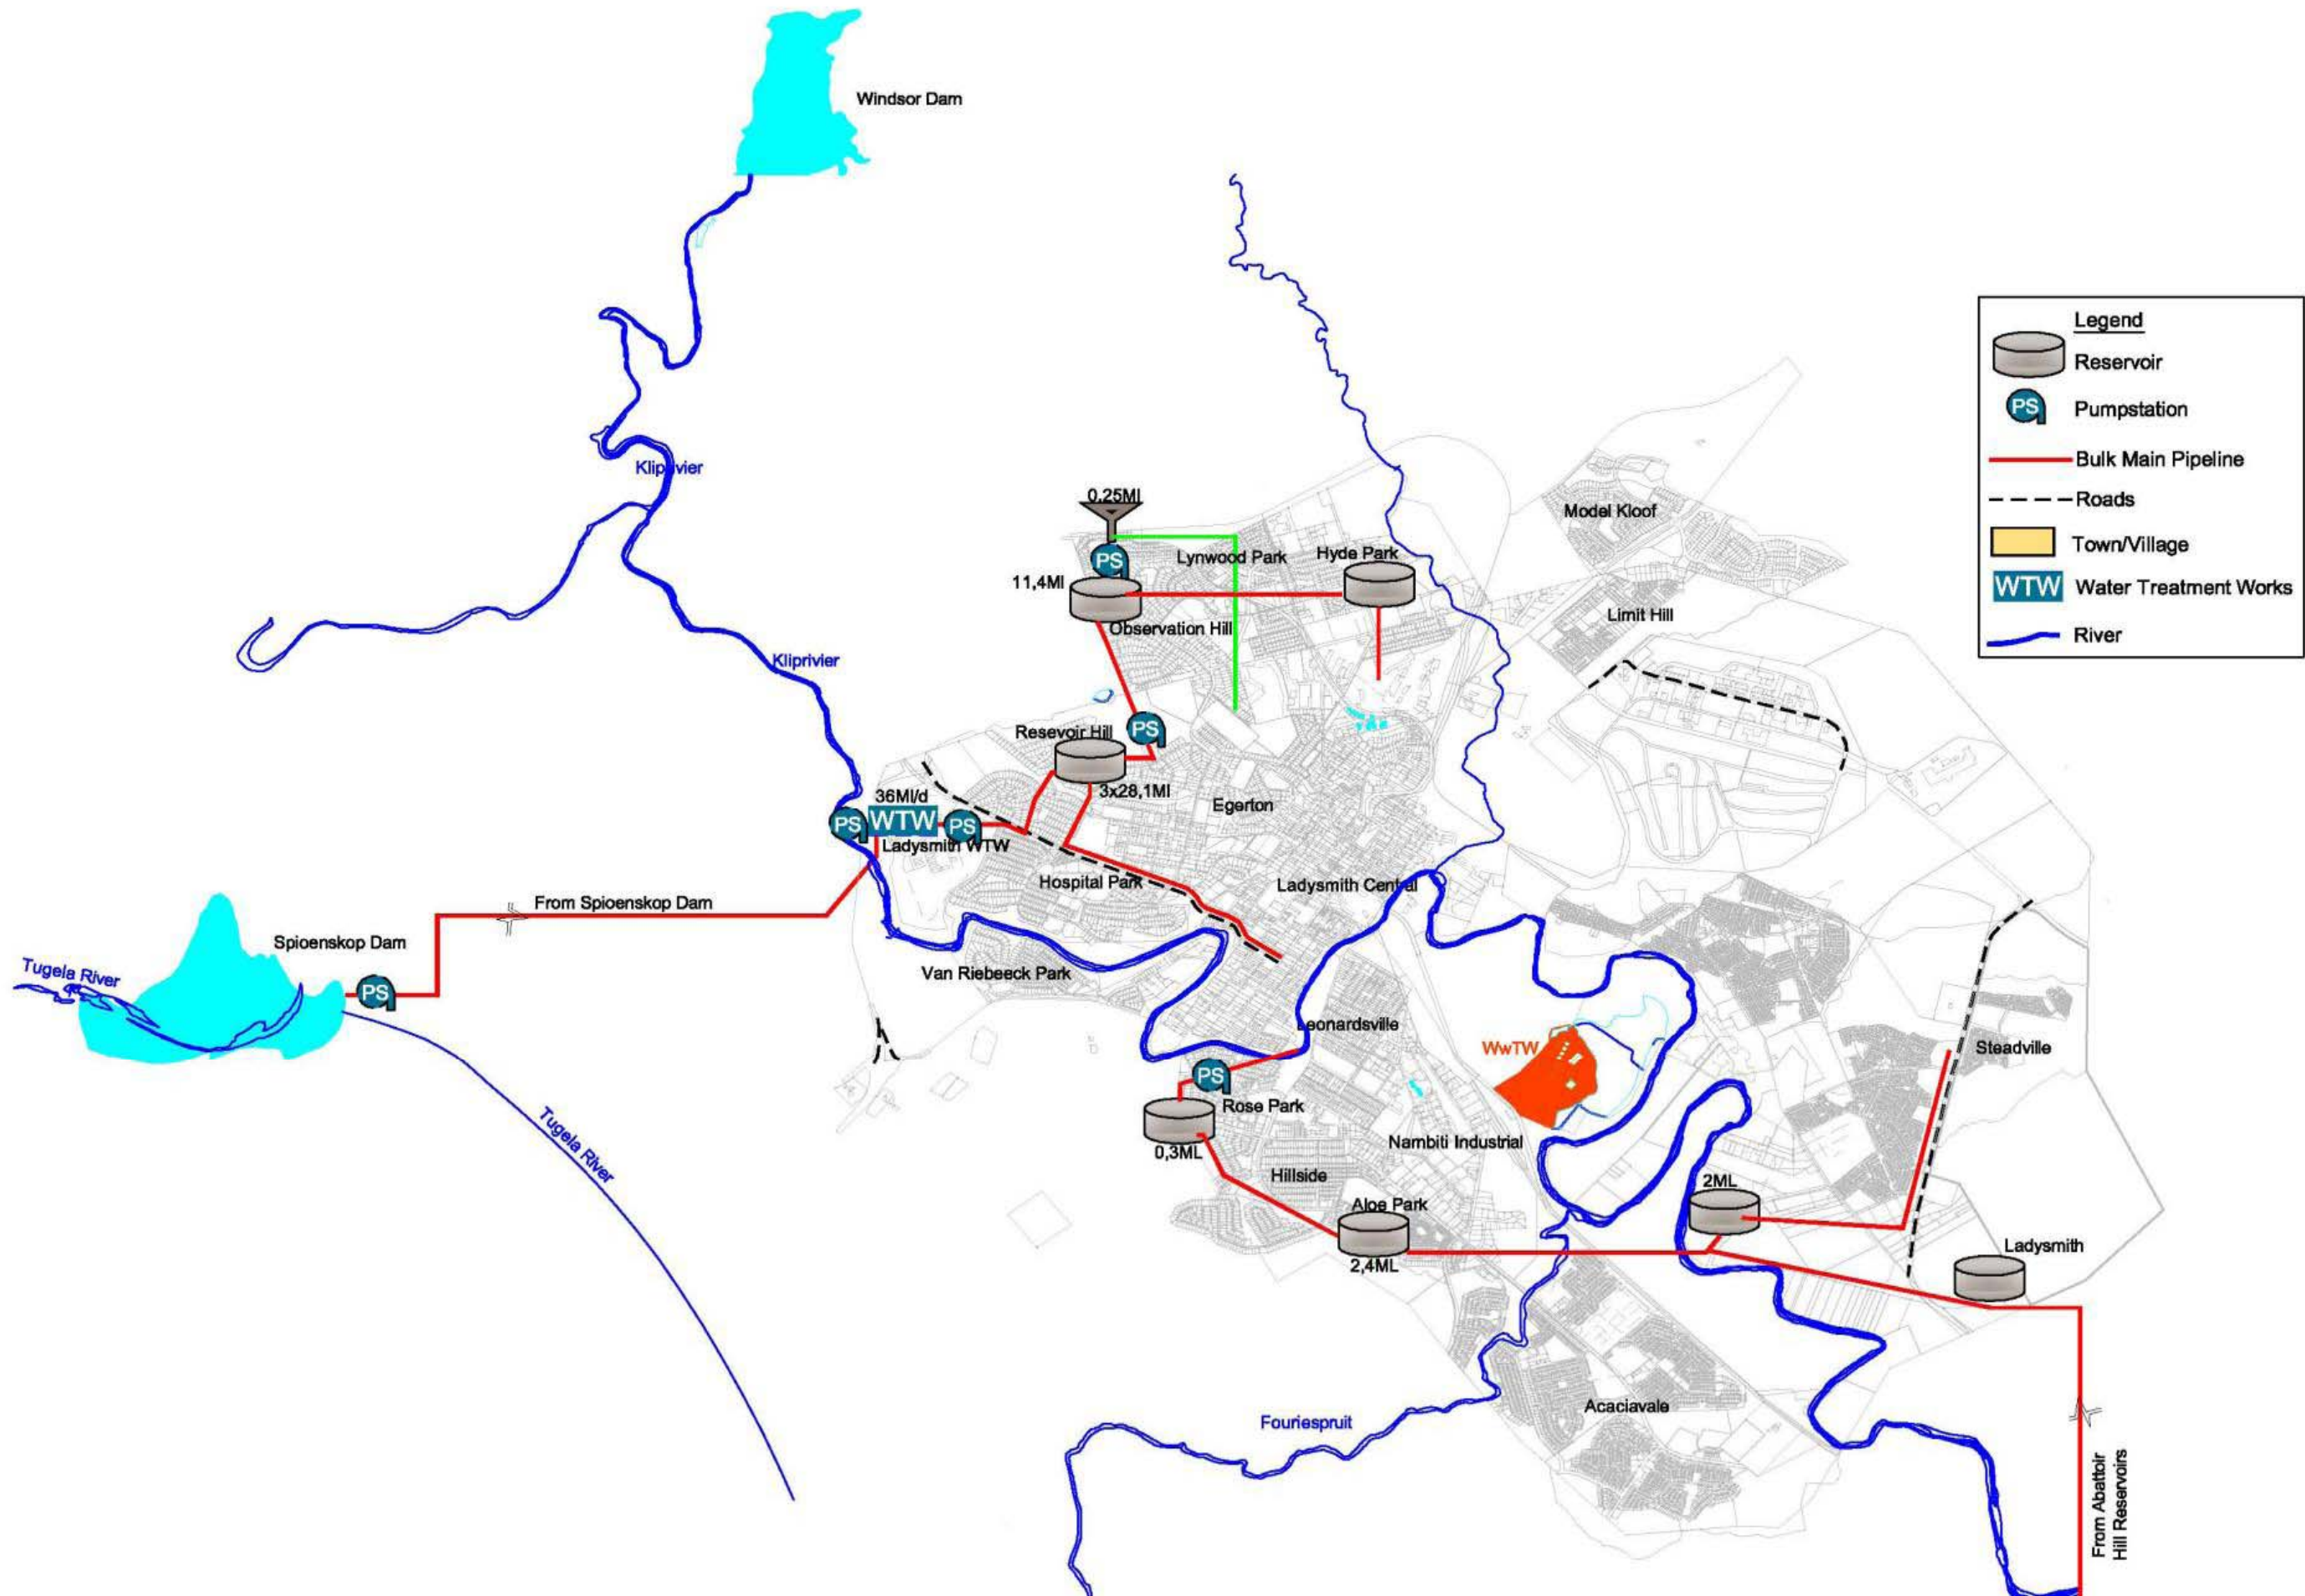 Windsor Dam
Legend
Reservoir
PS
Pumpstation
Bulk Main Pipeline
Roads
Town/Village
WTW
Water Treatment Works
River
Kliprivier
0.25Ml
Model Kloof
PS
Lynwood Park
Hyde Park
11,4Ml
Observation Hill
Limit Hill
Kliprivier
PS
Resevoir Hill
3x28,1Ml
Egerton
36Ml/d
PS
WTW
PS
Ladysmith WTW
Hospital Park
Ladysmith Central
From Spioenskop Dam
Spioenskop Dam
Tugela River
PS
Van Riebeeck Park
Leonardsville
WwTW
Steadville
PS
Rose Park
0,3ML
Tugela River
Nambiti Industrial
Hillside
Aloe Park
2,4ML
2ML
Ladysmith
Acaciavale
Fouriespruit
From Abattoir
Hill Reservoirs